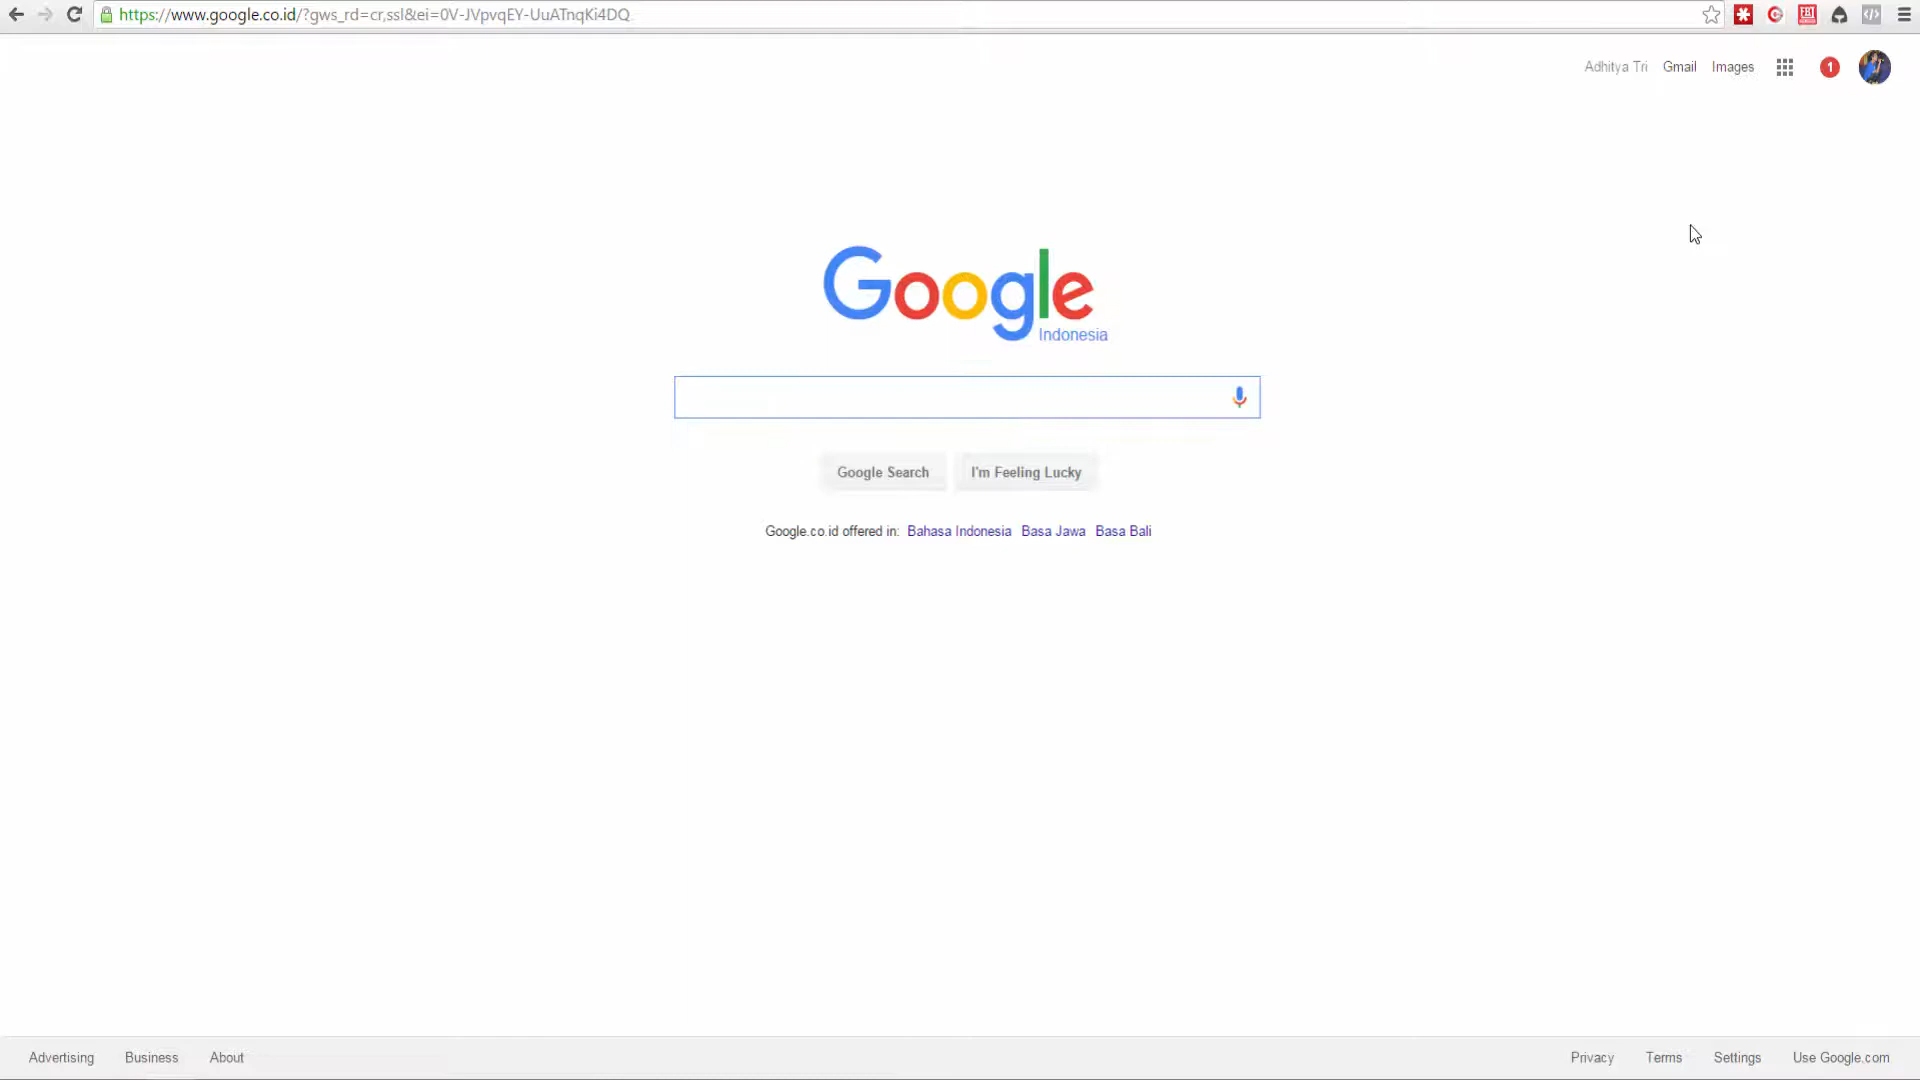 https://www.google.co.id/?gws_rd=cr,ssl&ei=0V-JVpvqEY-UuATnqKi4DQ
Adhitya Tri Gmail Images 1
Google
Indonesia
Google Search I'm Feeling Lucky
Google.co.id offered in: Bahasa Indonesia Basa Jawa Basa Bali
Advertising Business About Privacy Terms Settings Use Google.com